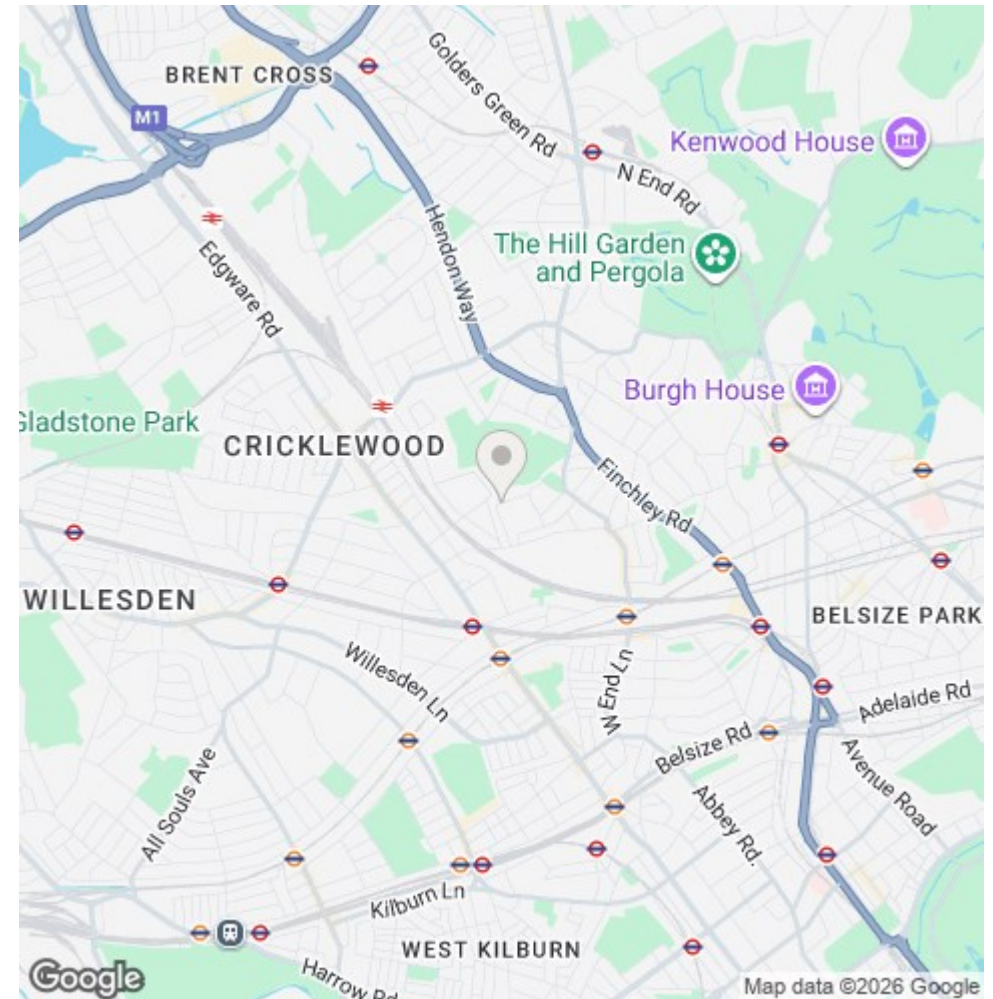 BRENT CROSS
M1
Golders Green Rd
Kenwood House
N End Rd
Hendon Way
The Hill Garden
and Pergola
Edgware Rd
Burgh House
Gladstone Park
CRICKLEWOOD
Finchley Rd
WILLESDEN
BELSIZE PARK
Willesden Ln
W End Ln
Adelaide Rd
Belsize Rd
Avenue Road
All Souls Ave
Abbey Rd.
Kilburn Ln
WEST KILBURN
Harrow Rd
Google
Map data ©2026 Google